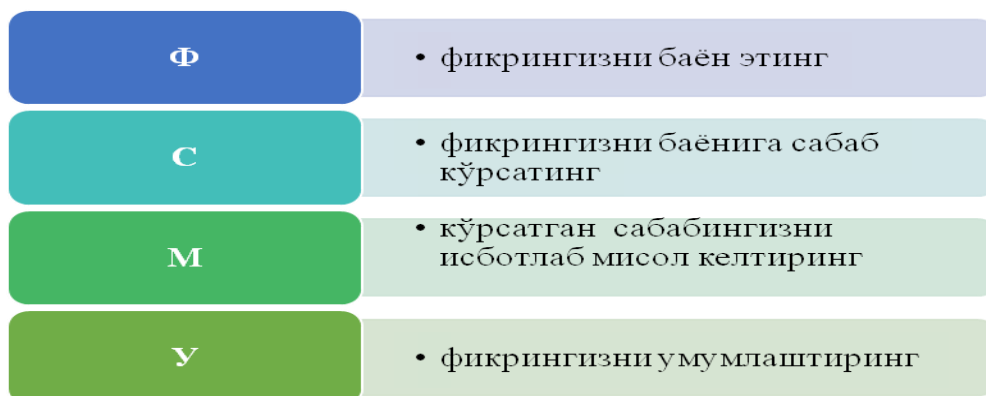 Ф
• фикрингизни баён этинг
С
• фикрингизни баёнига сабаб
кўрсатинг
М
• кўрсатган сабабингизни
исботлаб мисол келтиринг
У
• фикрингизни умумлаштиринг